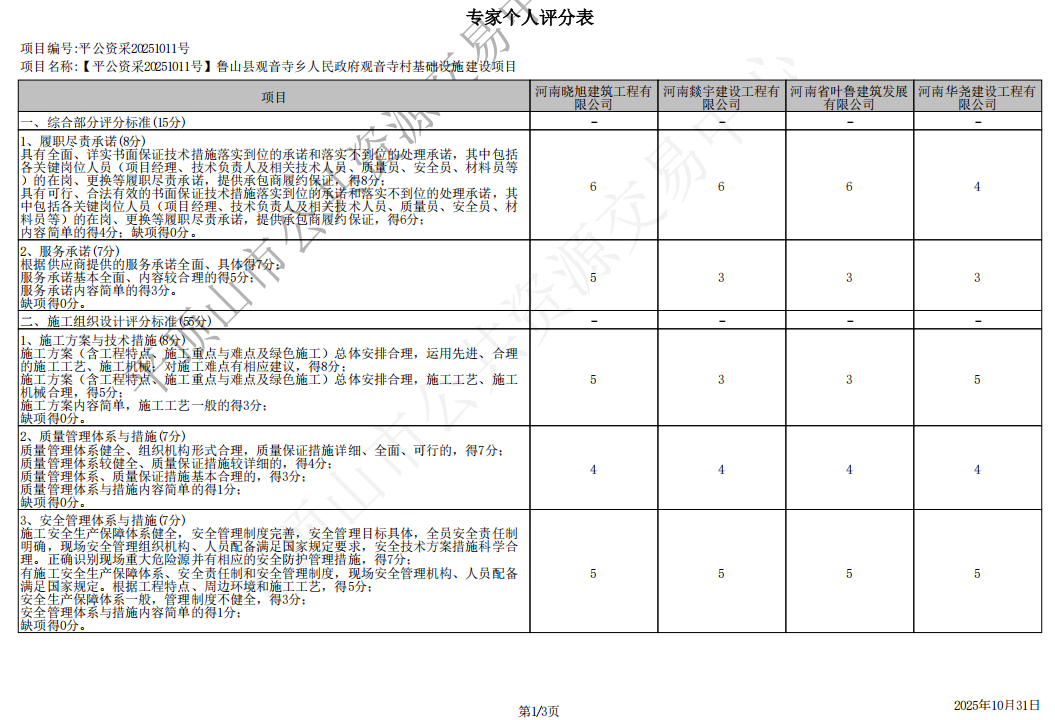 专家个人评分表
项目编号:平公资采20251011号
项目名称:【平公资采20251011号】鲁山县观音寺乡人民政府观音寺村基础设施建设项目
项目
河南晓旭建筑工程有
限公司
河南燚宇建设工程有
限公司
河南省叶鲁建筑发展
有限公司
河南华尧建设工程有
限公司
一、综合部分评分标准(15分)
- - - -
1、履职尽责承诺(8分)
具有全面、详实书面保证技术措施落实到位的承诺和落实不到位的处理承诺，其中包括
各关键岗位人员（项目经理、技术负责人及相关技术人员、质量员、安全员、材料员等
）的在岗、更换等履职尽责承诺，提供承包商履约保证，得8分；
具有可行、合法有效的书面保证技术措施落实到位的承诺和落实不到位的处理承诺，其
中包括各关键岗位人员（项目经理、技术负责人及相关技术人员、质量员、安全员、材
料员等）的在岗、更换等履职尽责承诺，提供承包商履约保证，得6分；
内容简单的得4分；缺项得0分。
6 6 6 4
2、服务承诺(7分)
根据供应商提供的服务承诺全面、具体得7分；
服务承诺基本全面、内容较合理的得5分；
服务承诺内容简单的得3分。
缺项得0分。
5 3 3 3
二、施工组织设计评分标准(55分)
- - - -
1、施工方案与技术措施(8分)
施工方案（含工程特点、施工重点与难点及绿色施工）总体安排合理，运用先进、合理
的施工工艺、施工机械；对施工难点有相应建议，得8分；
施工方案（含工程特点、施工重点与难点及绿色施工）总体安排合理，施工工艺、施工
机械合理，得5分；
施工方案内容简单，施工工艺一般的得3分；
缺项得0分。
5 3 3 5
2、质量管理体系与措施(7分)
质量管理体系健全、组织机构形式合理，质量保证措施详细、全面、可行的，得7分；
质量管理体系较健全、质量保证措施较详细的，得4分；
质量管理体系、质量保证措施基本合理的，得3分；
质量管理体系与措施内容简单的得1分；
缺项得0分。
4 4 4 4
3、安全管理体系与措施(7分)
施工安全生产保障体系健全，安全管理制度完善，安全管理目标具体，全员安全责任制
明确，现场安全管理组织机构、人员配备满足国家规定要求，安全技术方案措施科学合
理。正确识别现场重大危险源并有相应的安全防护管理措施，得7分；
有施工安全生产保障体系、安全责任制和安全管理制度，现场安全管理机构、人员配备
满足国家规定。根据工程特点、周边环境和施工工艺，得5分；
安全生产保障体系一般，管理制度不健全，得3分；
安全管理体系与措施内容简单的得1分；
缺项得0分。
5 5 5 5
平顶山市公共资源交易中心
第1/3页
2025年10月31日